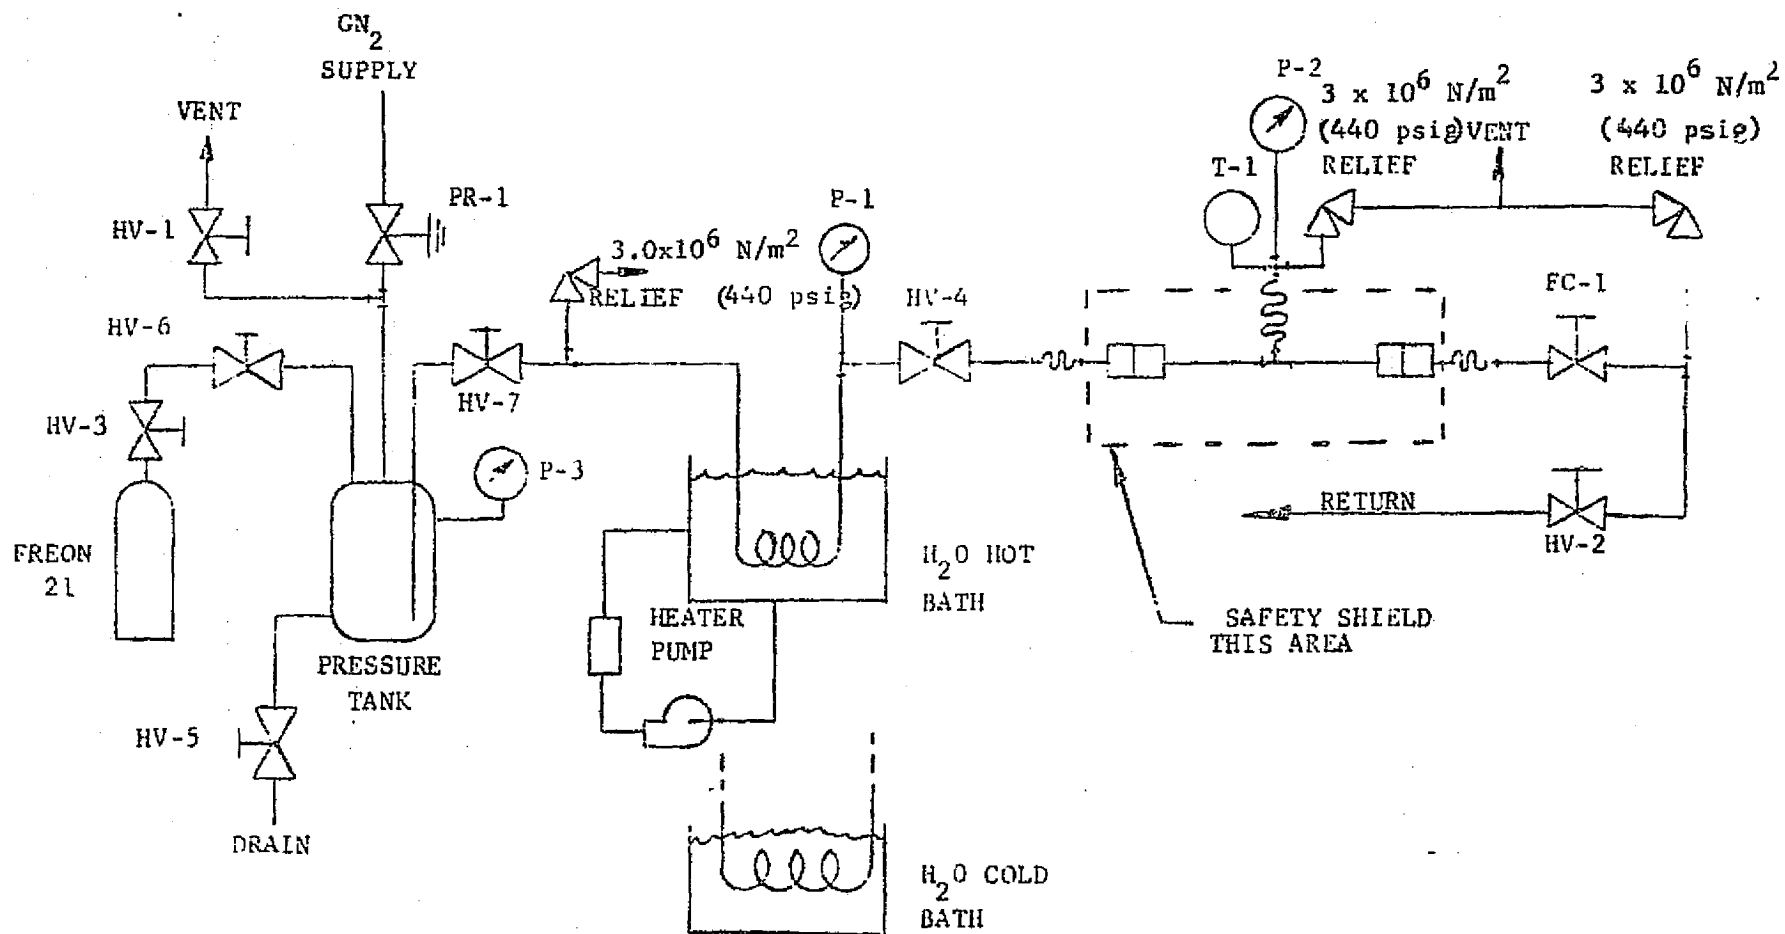 GN2
SUPPLY
VENT
HV-1
PR-1
3.0x10^6 N/m^2
RELIEF (440 psig)
P-1
HV-4
P-2
3 x 10^6 N/m^2
(440 psig)
RELIEF
VENT
3 x 10^6 N/m^2
(440 psig)
RELIEF
T-1
FC-1
HV-6
HV-3
HV-7
P-3
FREON
21
PRESSURE
TANK
HV-5
DRAIN
HEATER
PUMP
H2O HOT
BATH
RETURN
HV-2
SAFETY SHIELD
THIS AREA
H2O COLD
BATH